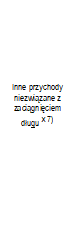 Inne przychody
niezwiązane z
zaciągnięciem
długu x 7)